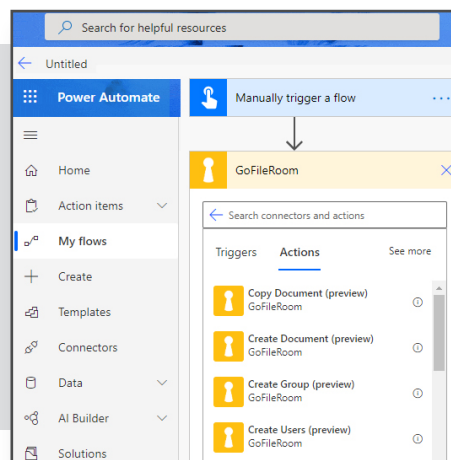 Search for helpful resources
Untitled
Power Automate
Manually trigger a flow
...
Home
GoFileRoom
Action items
Search connectors and actions
My flows
Triggers
Actions
See more
Create
Copy Document (preview)
GoFileRoom
Templates
Create Document (preview)
GoFileRoom
Connectors
Data
Create Group (preview)
GoFileRoom
AI Builder
Create Users (preview)
GoFileRoom
Solutions